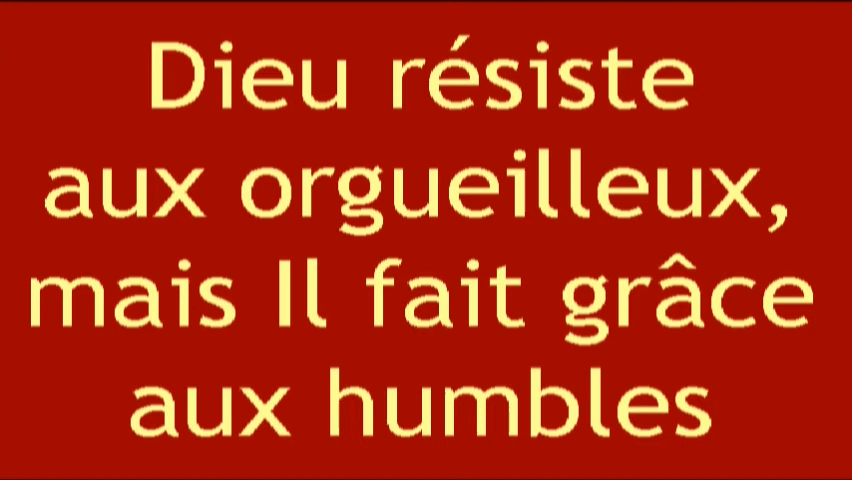 Dieu résiste
aux orgueilleux,
mais Il fait grâce
aux humbles